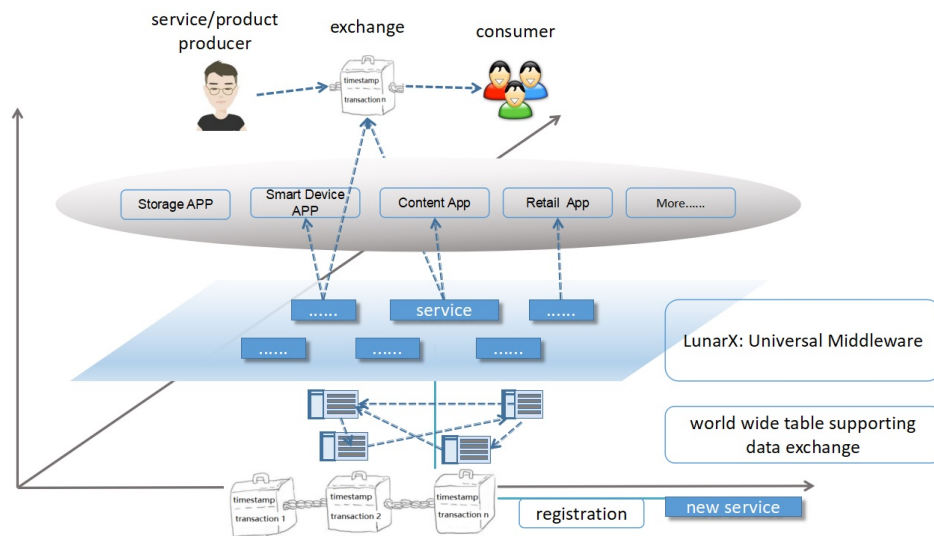 service/product
producer
exchange
consumer
timestamp
transaction n
Storage APP
Smart Device
APP
Content App
Retail App
More......
......
service
......
......
......
......
LunarX: Universal Middleware
world wide table supporting
data exchange
timestamp
transaction 1
timestamp
transaction 2
timestamp
transaction n
registration
new service